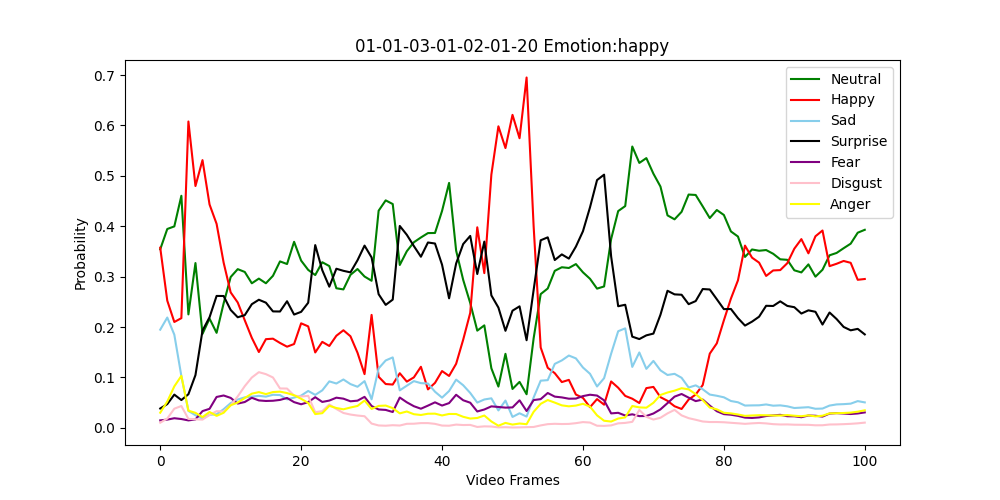 01-01-03-01-02-01-20 Emotion:happy
Probability
0.7
0.6
0.5
0.4
0.3
0.2
0.1
0.0
0 20 40 60 80 100
Video Frames
Neutral
Happy
Sad
Surprise
Fear
Disgust
Anger